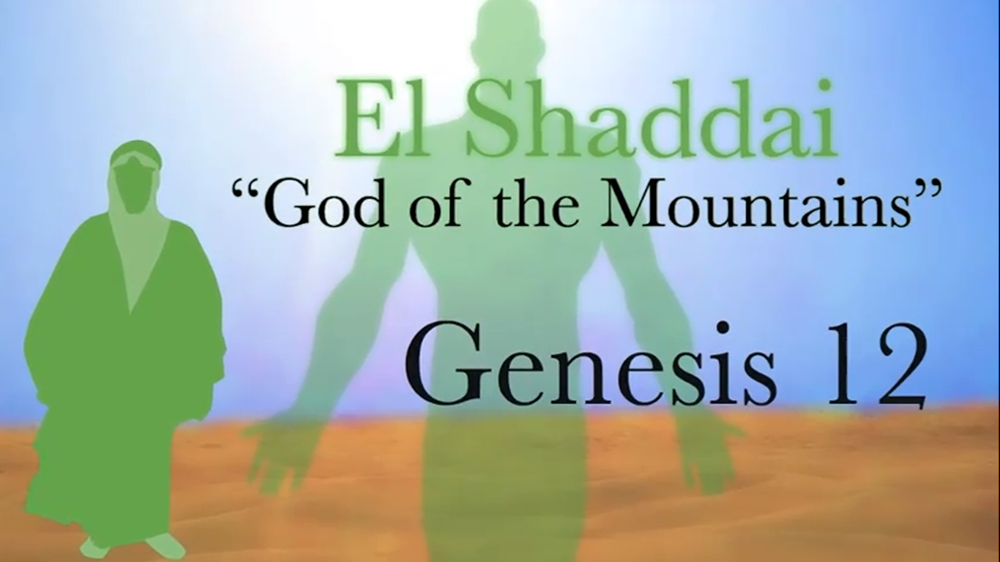 El Shaddai
“God of the Mountains”
Genesis 12